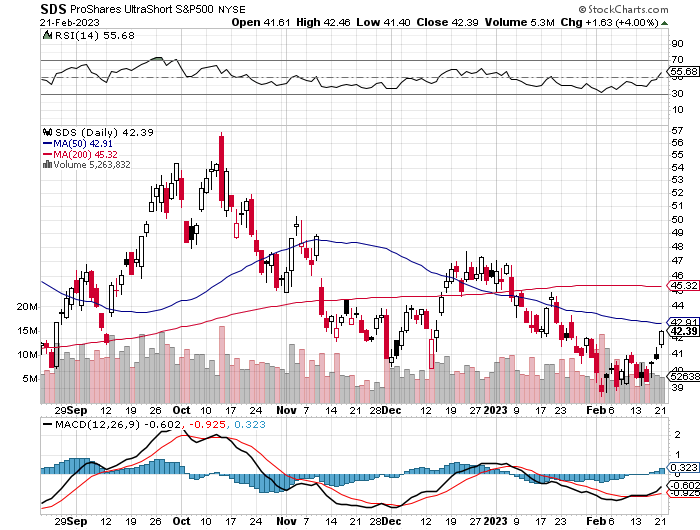 SDS ProShares UltraShort S&P500 NYSE © StockCharts.com
21-Feb-2023 Open 41.61 High 42.46 Low 41.40 Close 42.39 Volume 5.3M Chg +1.63 (+4.00%)
RSI(14) 55.68
90
70
55.68
50
30
10
SDS (Daily) 42.39
MA(50) 42.91
MA(200) 45.32
Volume 5,263,832
57
56
55
54
53
52
51
50
49
48
47
46
45.32
44
42.91
42.39
42
41
40
39
20M
15M
10M
5M
29 Sep 6 12 19 26 Oct 10 17 24 Nov 7 14 21 28 Dec 12 19 27 2023 9 17 23 Feb 6 13 21
MACD(12,26,9) -0.602, -0.925, 0.323
2
1
0.323
-0.602
-0.925
29 Sep 6 12 19 26 Oct 10 17 24 Nov 7 14 21 28 Dec 12 19 27 2023 9 17 23 Feb 6 13 21